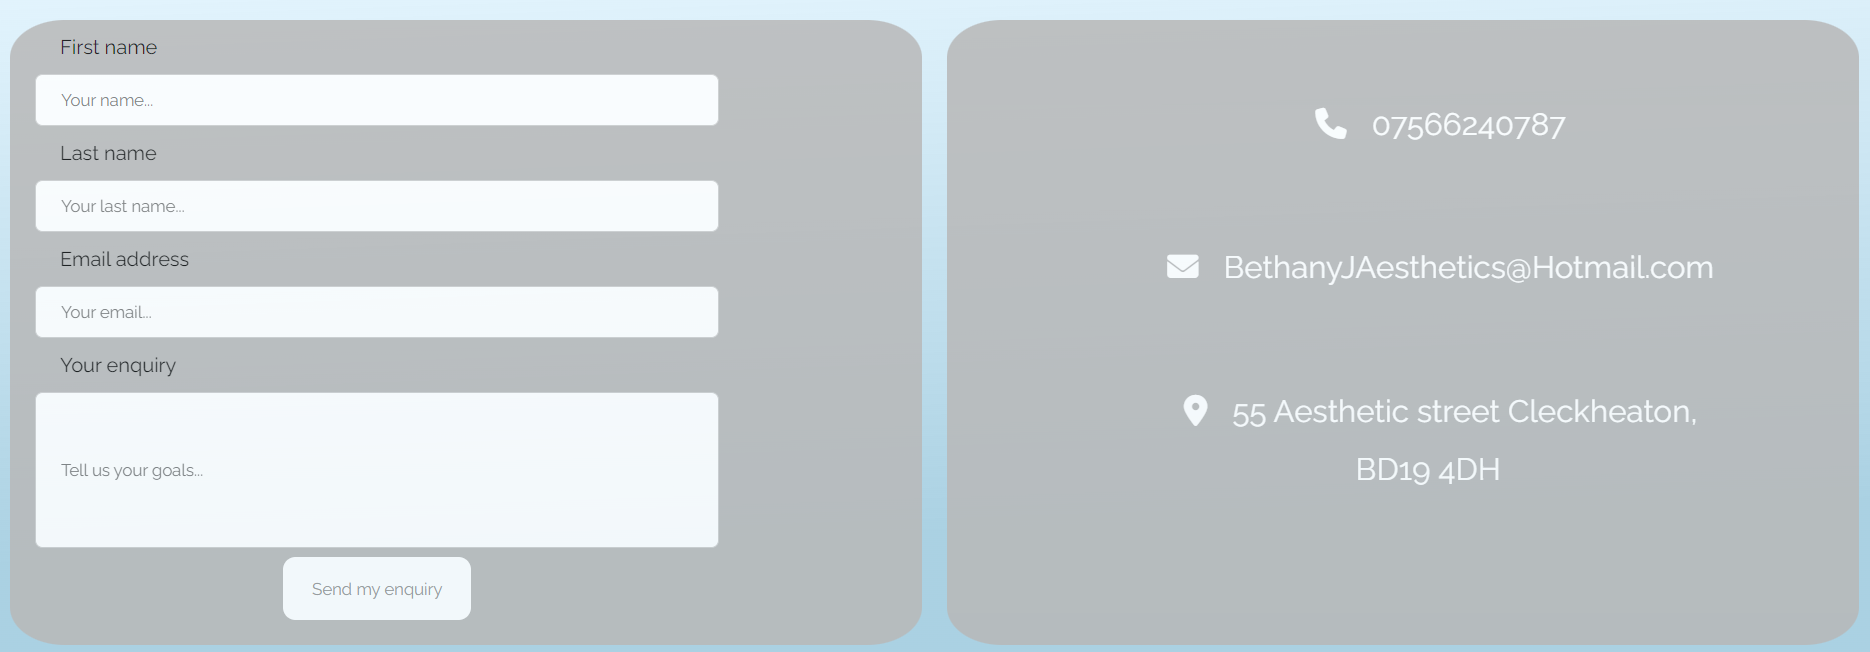 First name
Your name...
Last name
Your last name...
Email address
Your email...
Your enquiry
Tell us your goals...
Send my enquiry
07566240787
BethanyJAesthetics@Hotmail.com
55 Aesthetic street Cleckheaton,
BD19 4DH